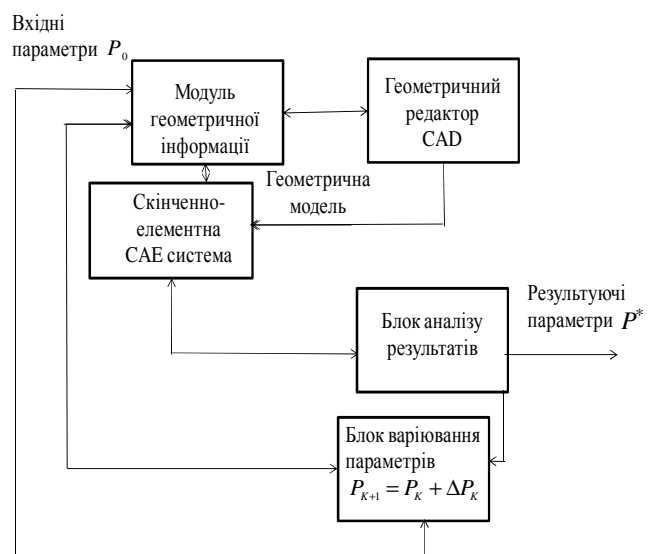 Вхідні
параметри P₀
Модуль
геометричної
інформації
Геометричний
редактор
CAD
Геометрична
модель
Скінченно-
елементна
CAE система
Результуючі
параметри P*
Блок аналізу
результатів
Блок варіювання
параметрів
P_{K+1} = P_K + ΔP_K